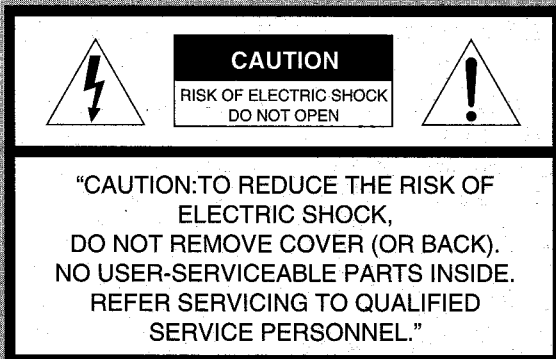 CAUTION
RISK OF ELECTRIC SHOCK
DO NOT OPEN
“CAUTION:TO REDUCE THE RISK OF
ELECTRIC SHOCK,
DO NOT REMOVE COVER (OR BACK).
NO USER-SERVICEABLE PARTS INSIDE.
REFER SERVICING TO QUALIFIED
SERVICE PERSONNEL.”